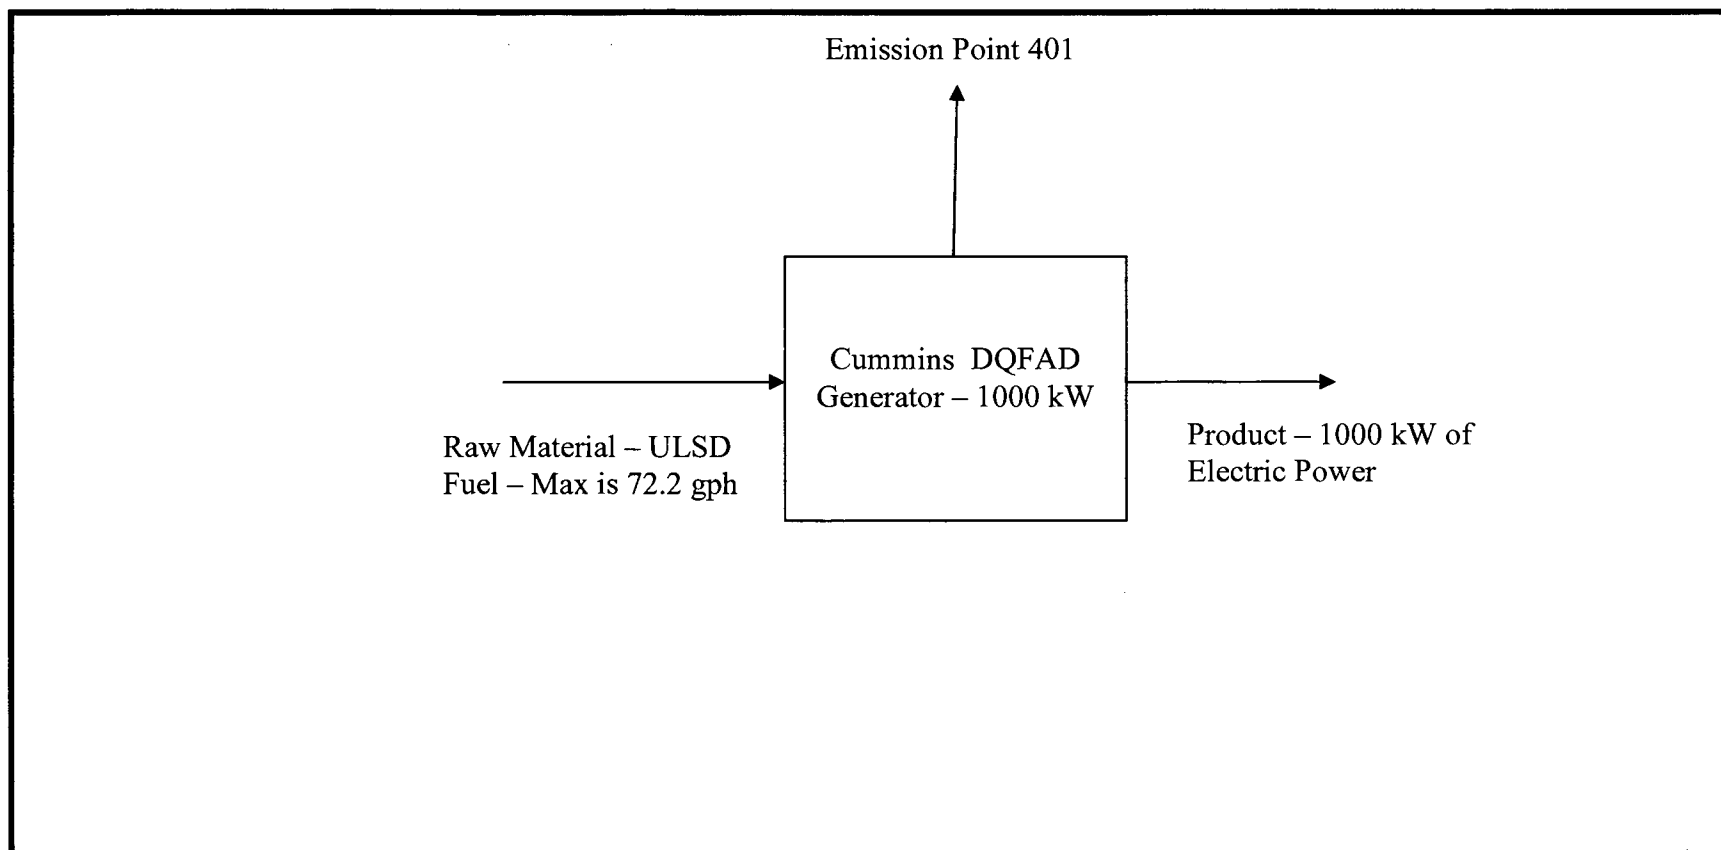 Emission Point 401
Cummins DQFAD
Generator – 1000 kW
Raw Material – ULSD
Fuel – Max is 72.2 gph
Product – 1000 kW of
Electric Power